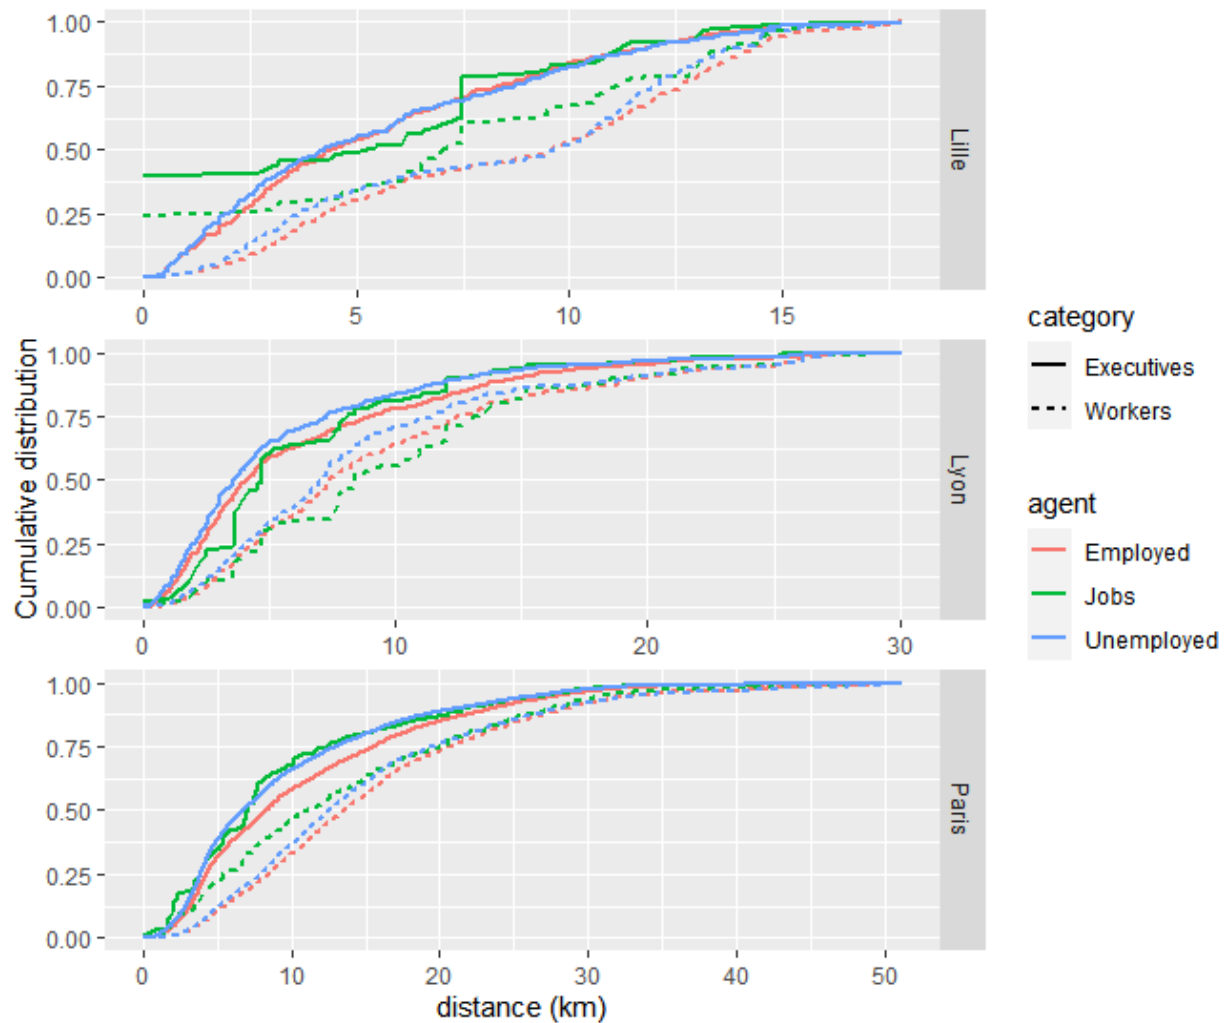 1.00
0.75
0.50
0.25
0.00
Lille
0 5 10 15
1.00
0.75
0.50
0.25
0.00
Lyon
0 10 20 30
1.00
0.75
0.50
0.25
0.00
Paris
0 10 20 30 40 50
distance (km)
Cumulative distribution
category
Executives
Workers
agent
Employed
Jobs
Unemployed